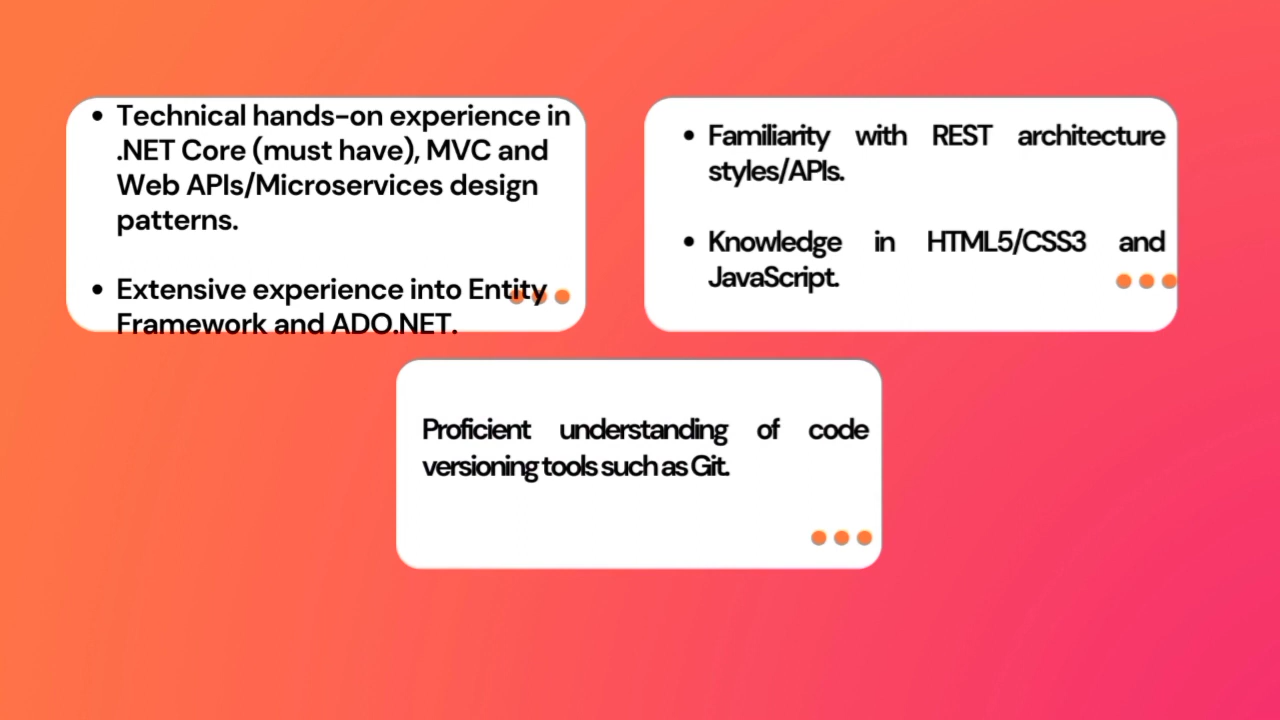 • Technical hands-on experience in
.NET Core (must have), MVC and
Web APIs/Microservices design
patterns.
• Extensive experience into Entity
Framework and ADO.NET.
• Familiarity with REST architecture
styles/APIs.
• Knowledge in HTML5/CSS3 and
JavaScript.
Proficient understanding of code
versioning tools such as Git.